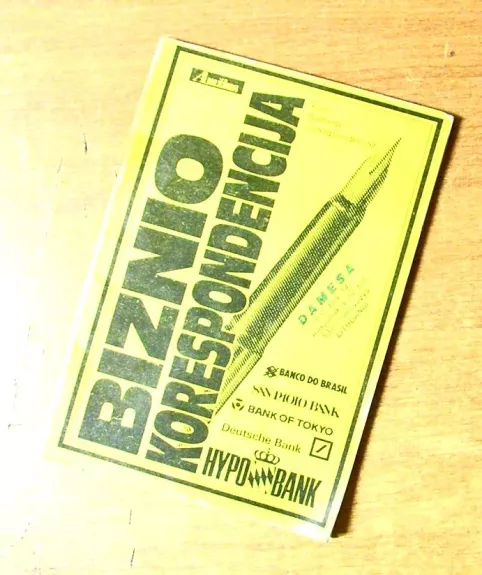 BIZNIO
KORESPONDENCIJA
DAMESA
BANCO DO BRASIL
SAN PAOLO BANK
BANK OF TOKYO
Deutsche Bank
HYPO BANK